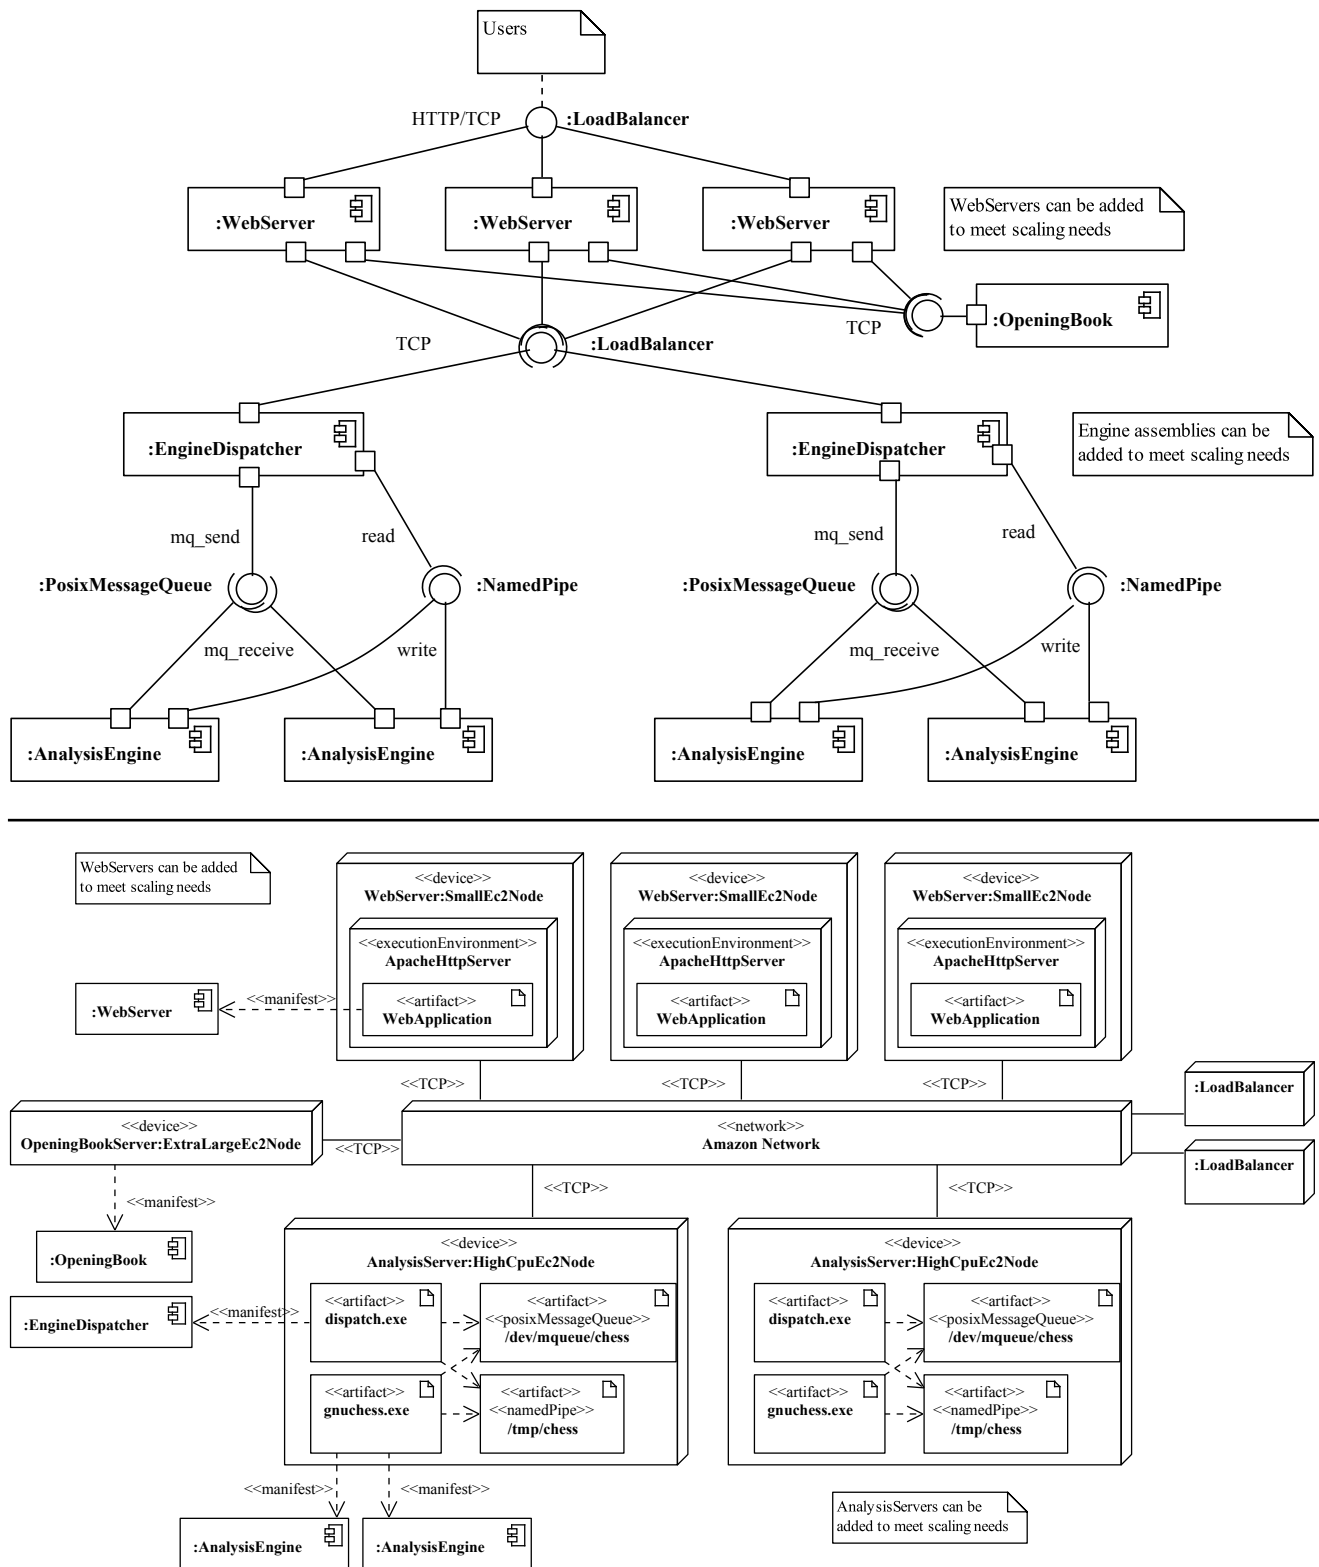 Users
HTTP/TCP
:LoadBalancer
:WebServer
:WebServer
:WebServer
WebServers can be added
to meet scaling needs
TCP
:LoadBalancer
TCP
:OpeningBook
:EngineDispatcher
:EngineDispatcher
Engine assemblies can be
added to meet scaling needs
mq_send
read
mq_send
read
:PosixMessageQueue
:NamedPipe
:PosixMessageQueue
:NamedPipe
mq_receive
write
mq_receive
write
:AnalysisEngine
:AnalysisEngine
:AnalysisEngine
:AnalysisEngine
WebServers can be added
to meet scaling needs
<<device>>
WebServer:SmallEc2Node
<<executionEnvironment>>
ApacheHttpServer
<<artifact>>
WebApplication
<<device>>
WebServer:SmallEc2Node
<<executionEnvironment>>
ApacheHttpServer
<<artifact>>
WebApplication
<<device>>
WebServer:SmallEc2Node
<<executionEnvironment>>
ApacheHttpServer
<<artifact>>
WebApplication
:WebServer
<<manifest>>
<<TCP>>
<<TCP>>
<<TCP>>
:LoadBalancer
<<device>>
OpeningBookServer:ExtraLargeEc2Node
<<TCP>>
<<network>>
Amazon Network
:LoadBalancer
<<manifest>>
<<TCP>>
<<TCP>>
:OpeningBook
:EngineDispatcher
<<manifest>>
<<device>>
AnalysisServer:HighCpuEc2Node
<<artifact>>
dispatch.exe
<<artifact>>
<<posixMessageQueue>>
/dev/mqueue/chess
<<artifact>>
gnuchess.exe
<<artifact>>
<<namedPipe>>
/tmp/chess
<<device>>
AnalysisServer:HighCpuEc2Node
<<artifact>>
dispatch.exe
<<artifact>>
<<posixMessageQueue>>
/dev/mqueue/chess
<<artifact>>
gnuchess.exe
<<artifact>>
<<namedPipe>>
/tmp/chess
<<manifest>>
<<manifest>>
:AnalysisEngine
:AnalysisEngine
AnalysisServers can be
added to meet scaling needs